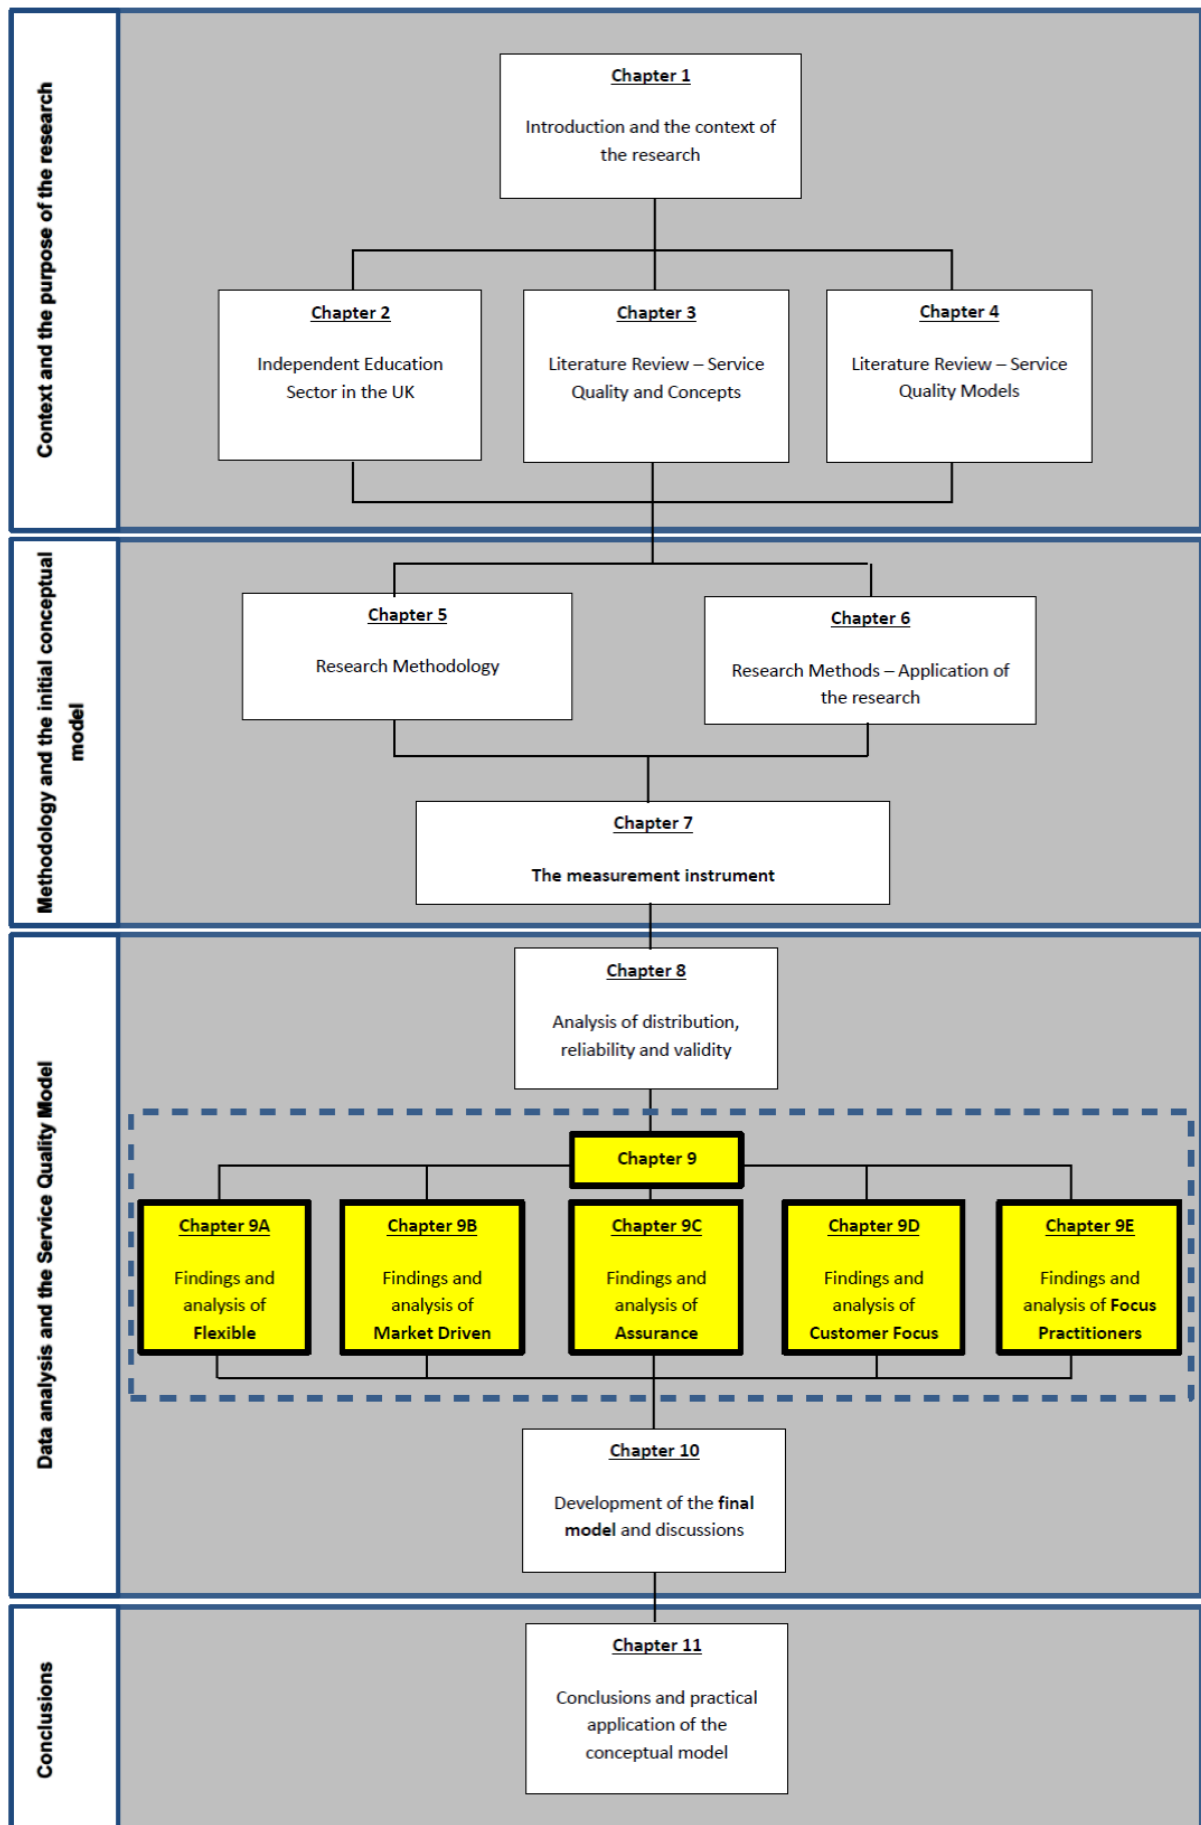 Context and the purpose of the research
Chapter 1
Introduction and the context of
the research
Chapter 2
Independent Education
Sector in the UK
Chapter 3
Literature Review – Service
Quality and Concepts
Chapter 4
Literature Review – Service
Quality Models
Methodology and the initial conceptual
model
Chapter 5
Research Methodology
Chapter 6
Research Methods – Application of
the research
Chapter 7
The measurement instrument
Data analysis and the Service Quality Model
Chapter 8
Analysis of distribution,
reliability and validity
Chapter 9
Chapter 9A
Findings and
analysis of
Flexible
Chapter 9B
Findings and
analysis of
Market Driven
Chapter 9C
Findings and
analysis of
Assurance
Chapter 9D
Findings and
analysis of
Customer Focus
Chapter 9E
Findings and
analysis of Focus
Practitioners
Chapter 10
Development of the final
model and discussions
Conclusions
Chapter 11
Conclusions and practical
application of the
conceptual model